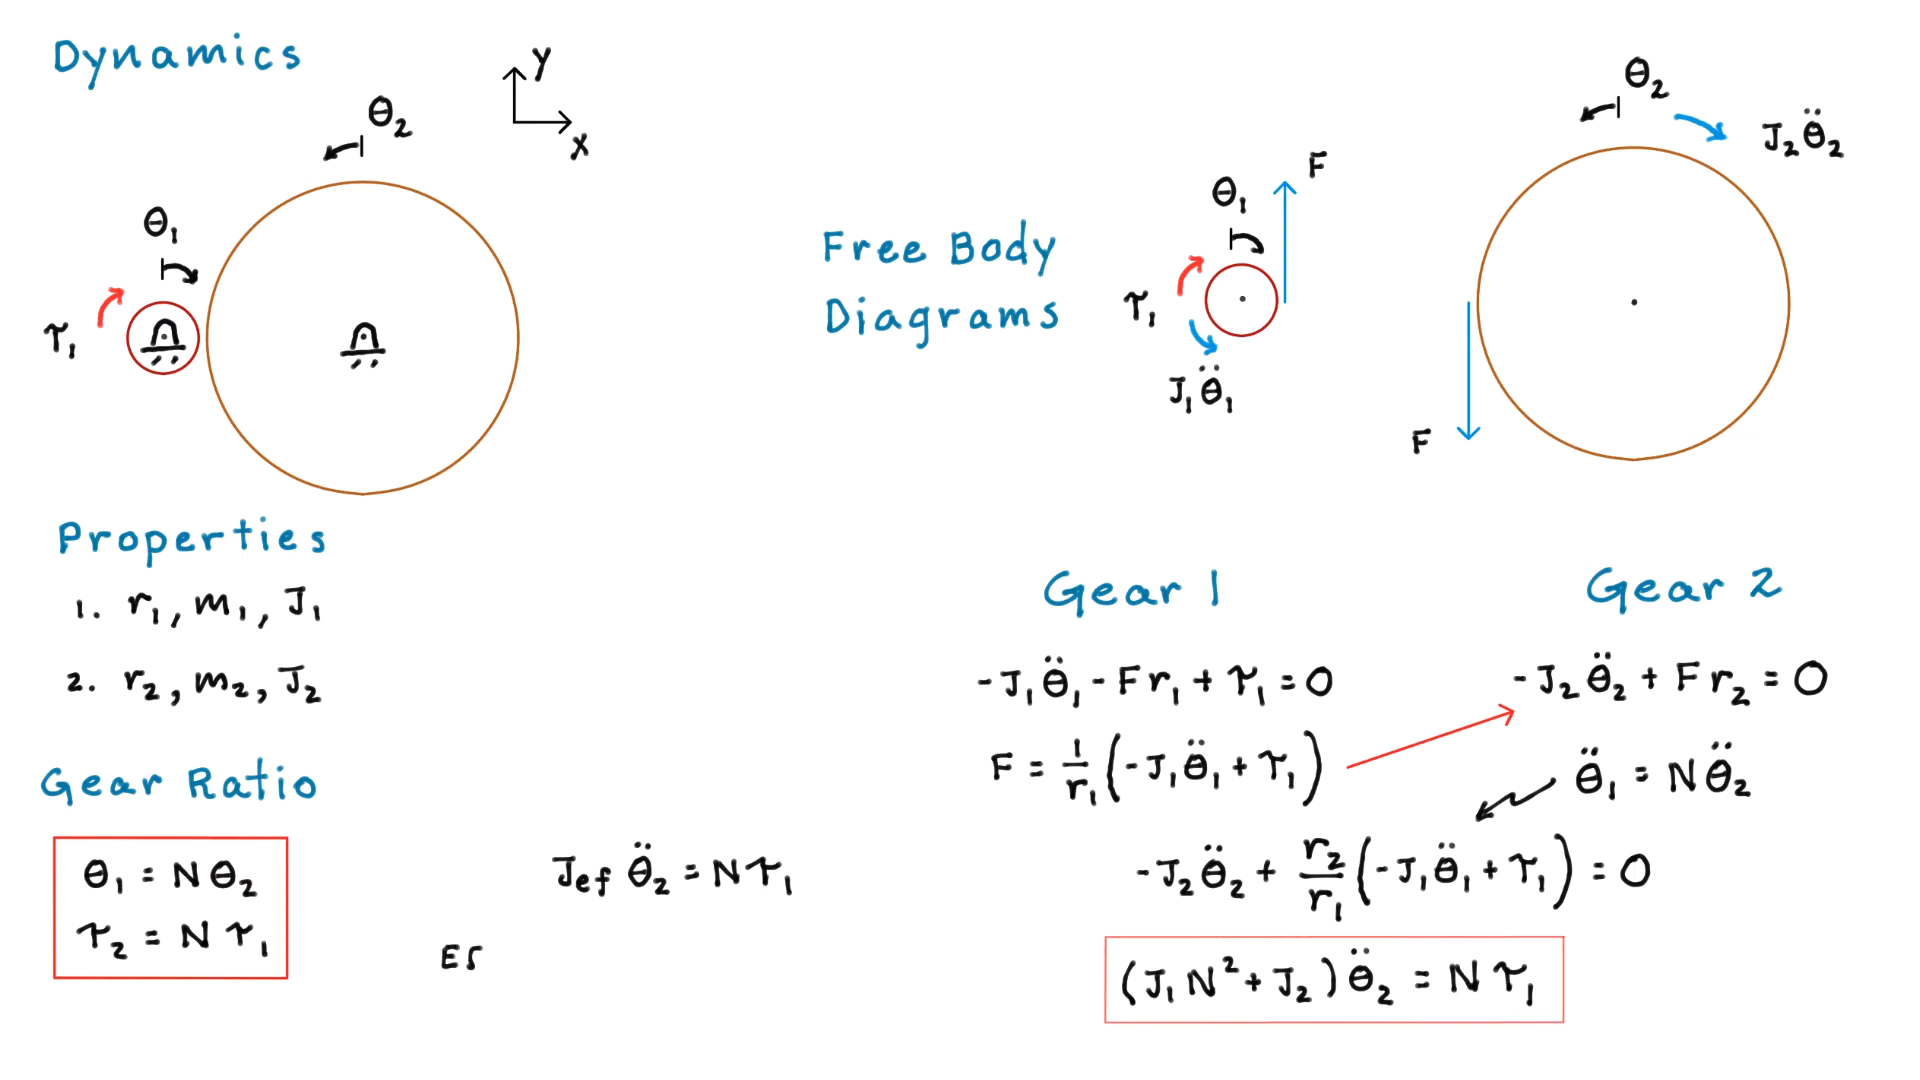 Dynamics
y
x
θ₂
θ₁
τ₁
Properties
1. r₁, m₁, J₁
2. r₂, m₂, J₂
Gear Ratio
θ₁ = Nθ₂
τ₂ = Nτ₁
J_ef θ̈₂ = Nτ₁
Free Body
Diagrams
θ₁
F
τ₁
J₁θ̈₁
θ₂
J₂θ̈₂
F
Gear 1
-J₁θ̈₁ - Fr₁ + τ₁ = 0
F = 1/r₁ (-J₁θ̈₁ + τ₁)
Gear 2
-J₂θ̈₂ + Fr₂ = 0
θ̈₁ = Nθ̈₂
-J₂θ̈₂ + r₂/r₁ (-J₁θ̈₁ + τ₁) = 0
(J₁N² + J₂)θ̈₂ = Nτ₁